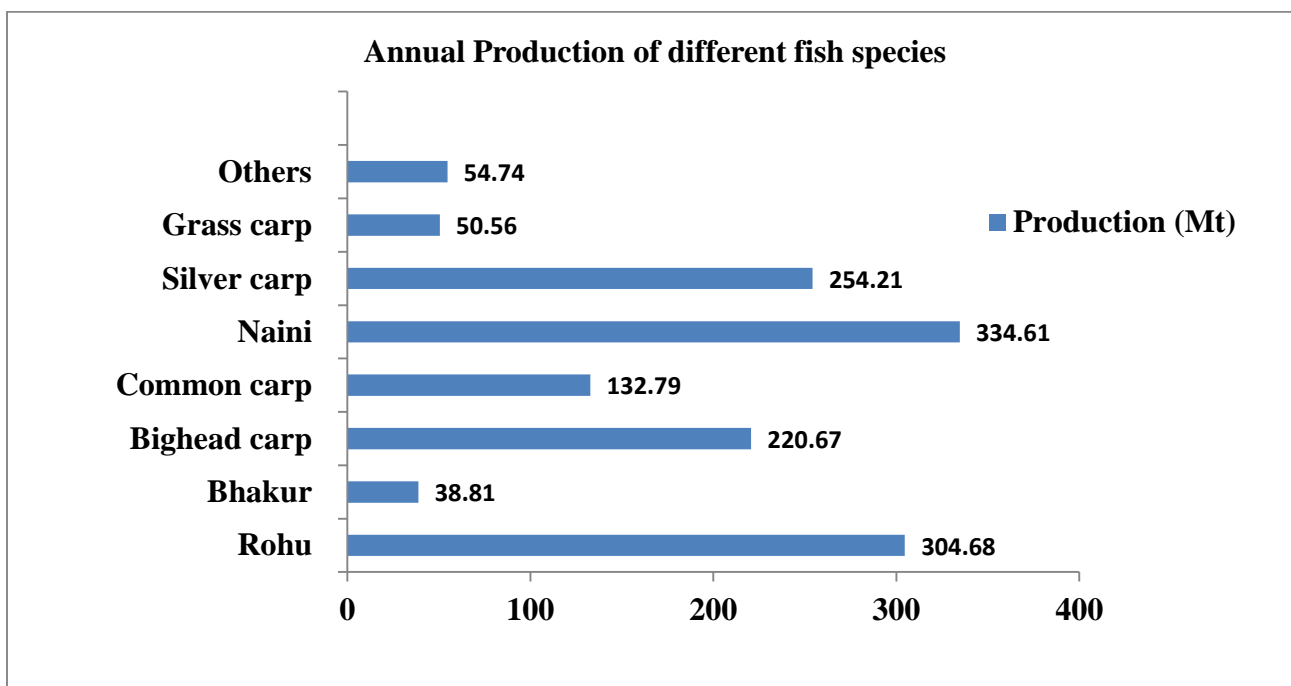 Annual Production of different fish species
Others 54.74
Grass carp 50.56
Production (Mt)
Silver carp 254.21
Naini 334.61
Common carp 132.79
Bighead carp 220.67
Bhakur 38.81
Rohu 304.68
0 100 200 300 400